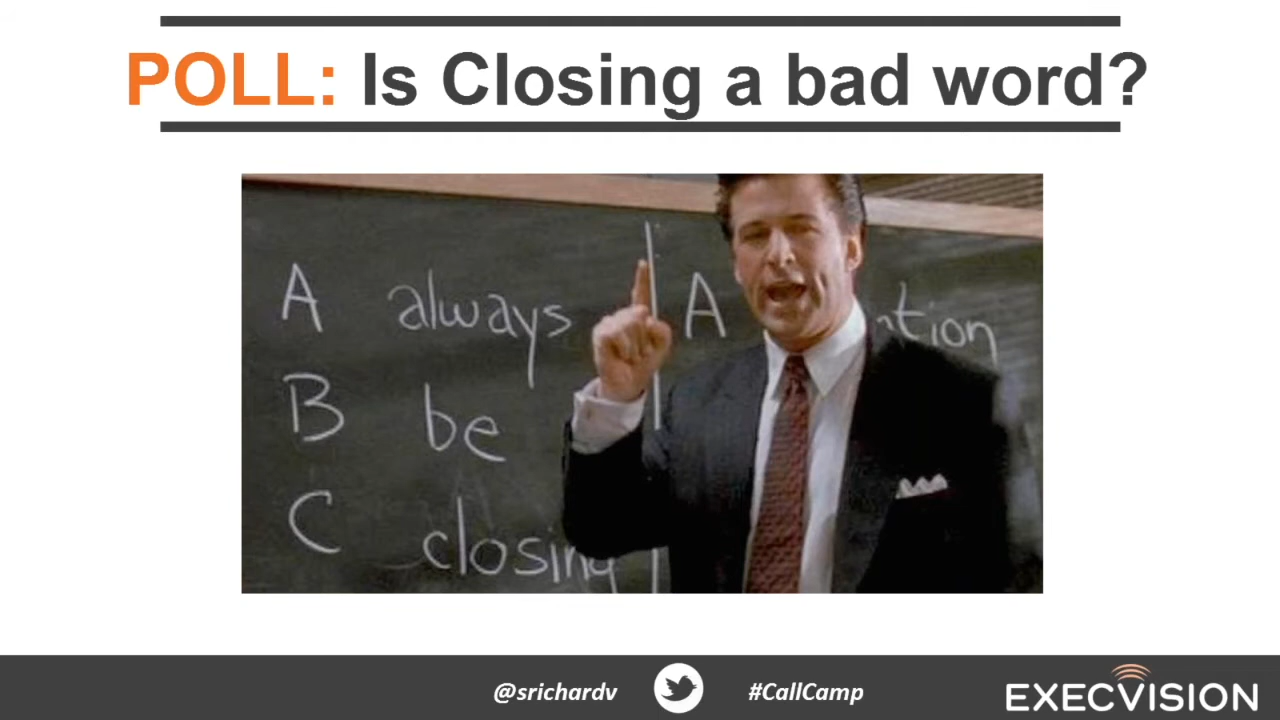 POLL: Is Closing a bad word?
A always
B be
C closing
A
@srichardv
#CallCamp
EXECVISION